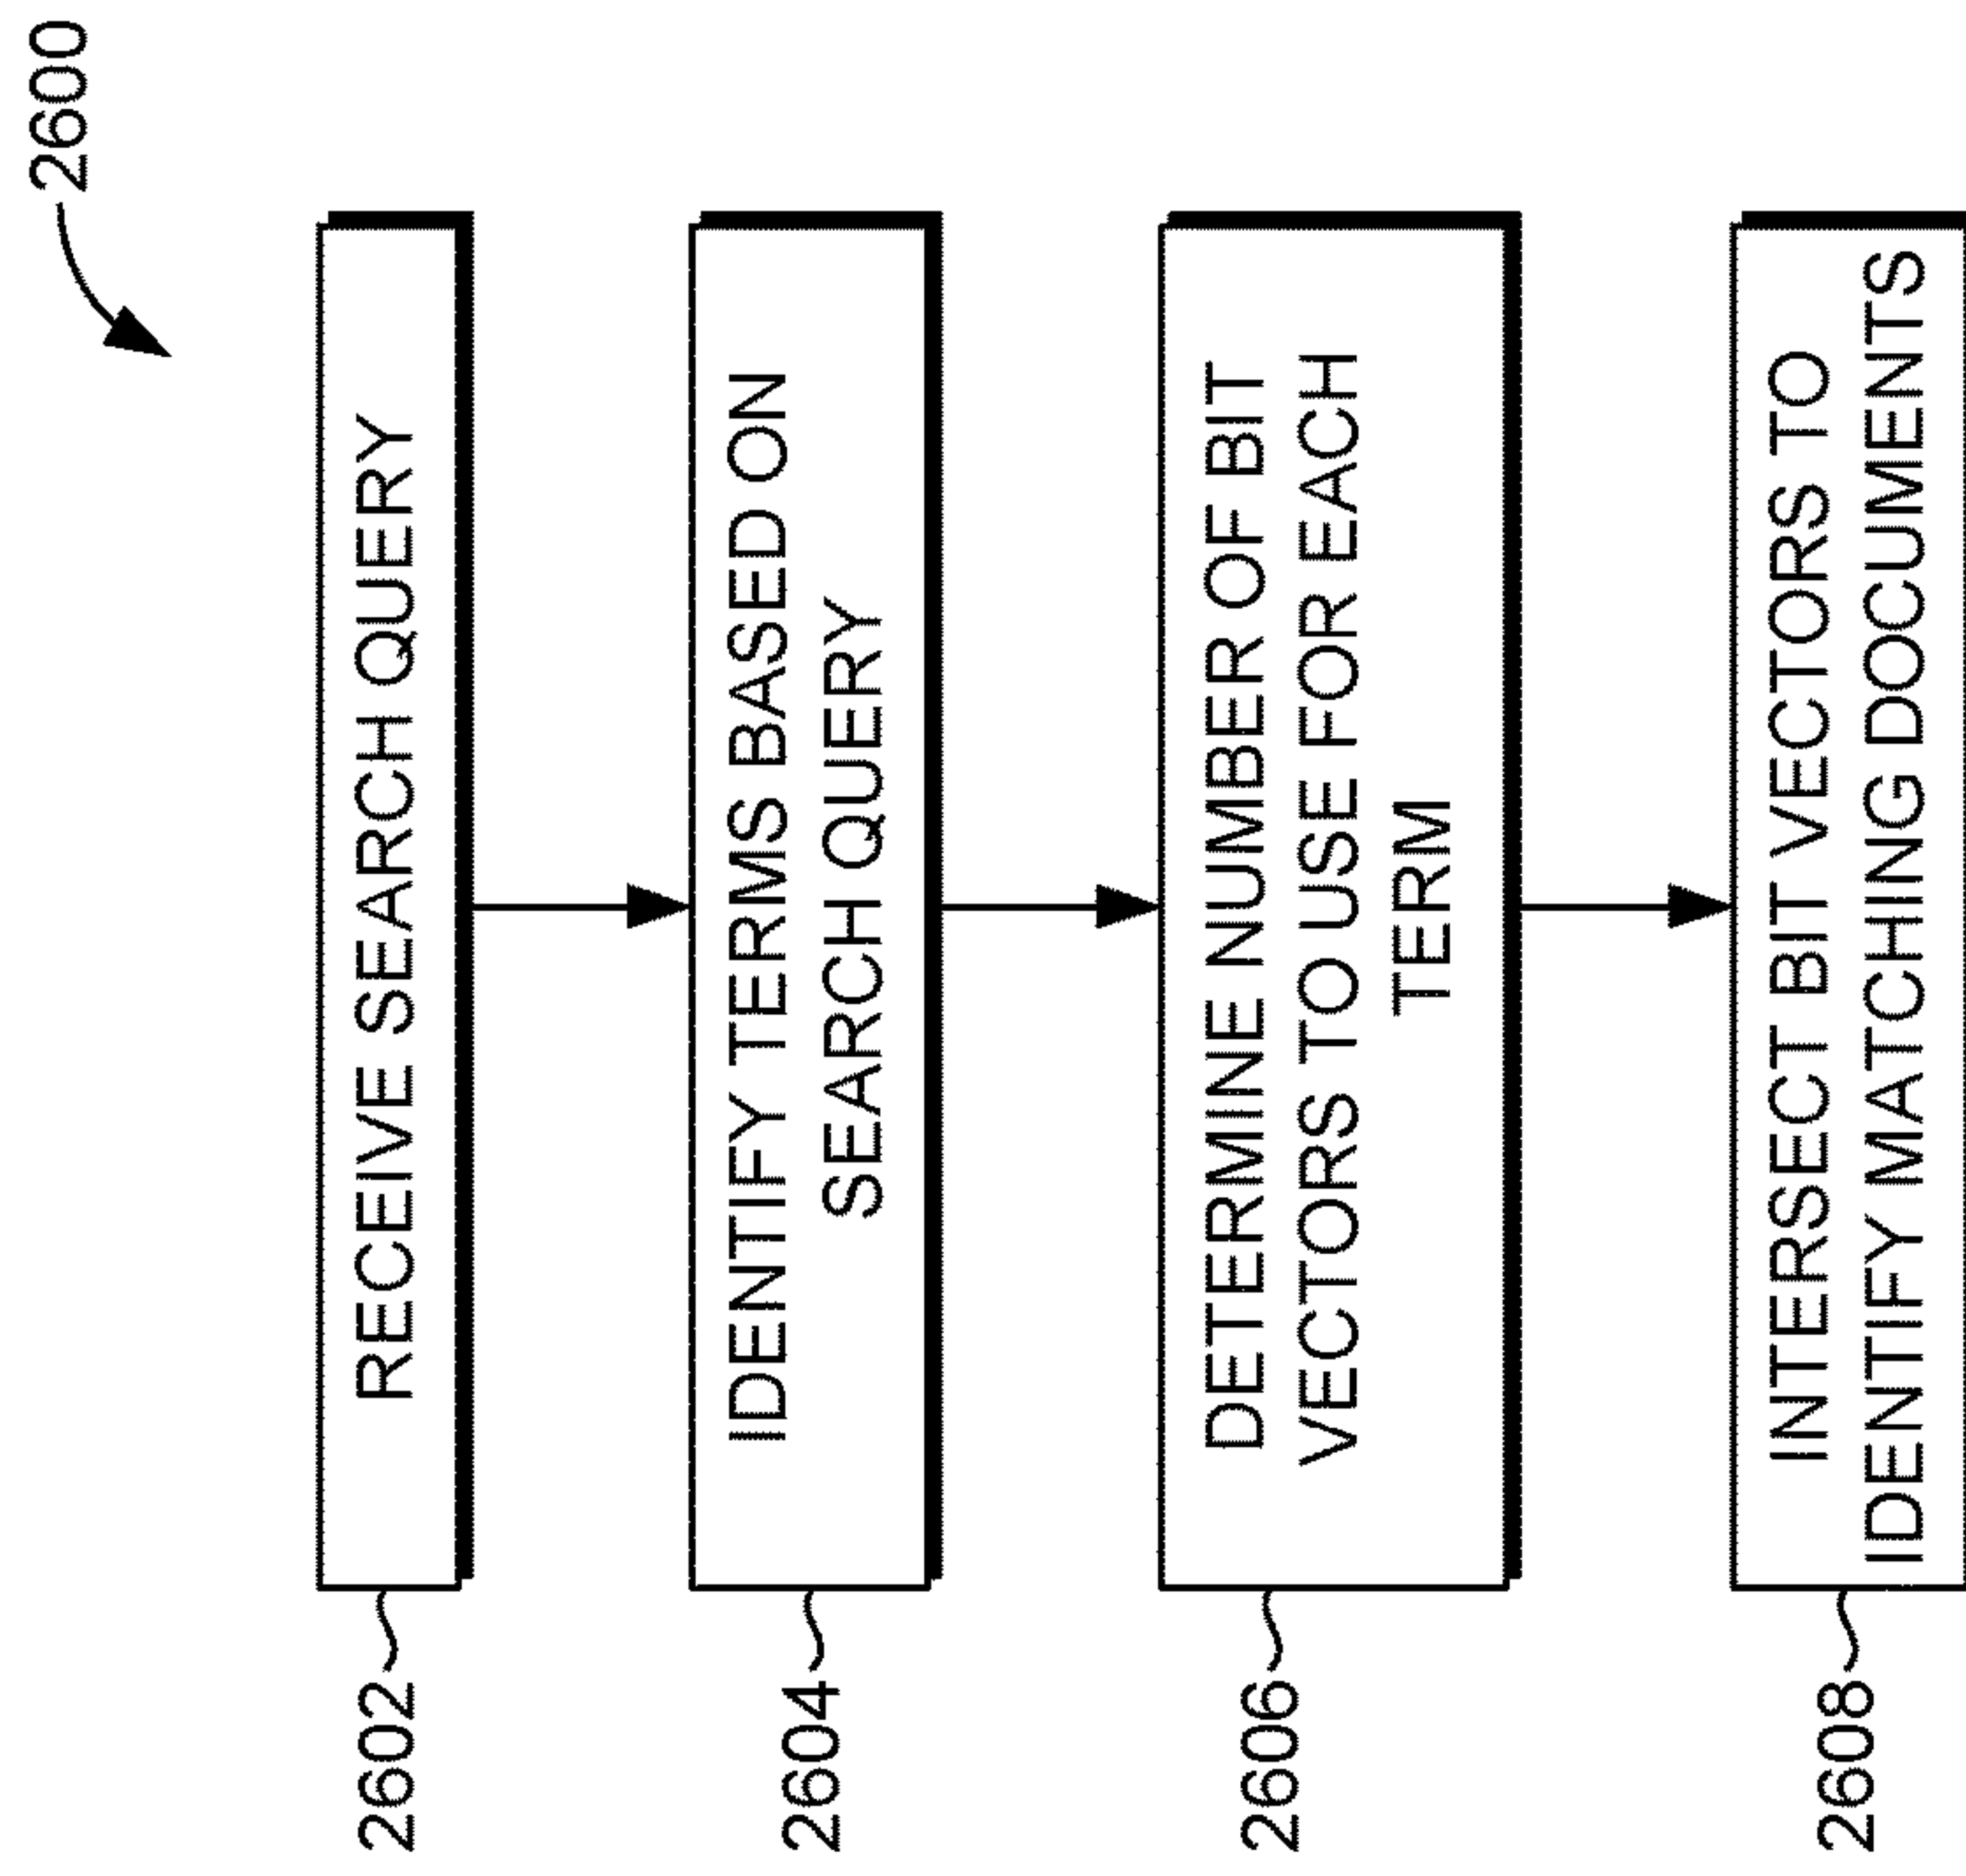 2600
2602
RECEIVE SEARCH QUERY
2604
IDENTIFY TERMS BASED ON
SEARCH QUERY
2606
DETERMINE NUMBER OF BIT
VECTORS TO USE FOR EACH
TERM
2608
INTERSECT BIT VECTORS TO
IDENTIFY MATCHING DOCUMENTS